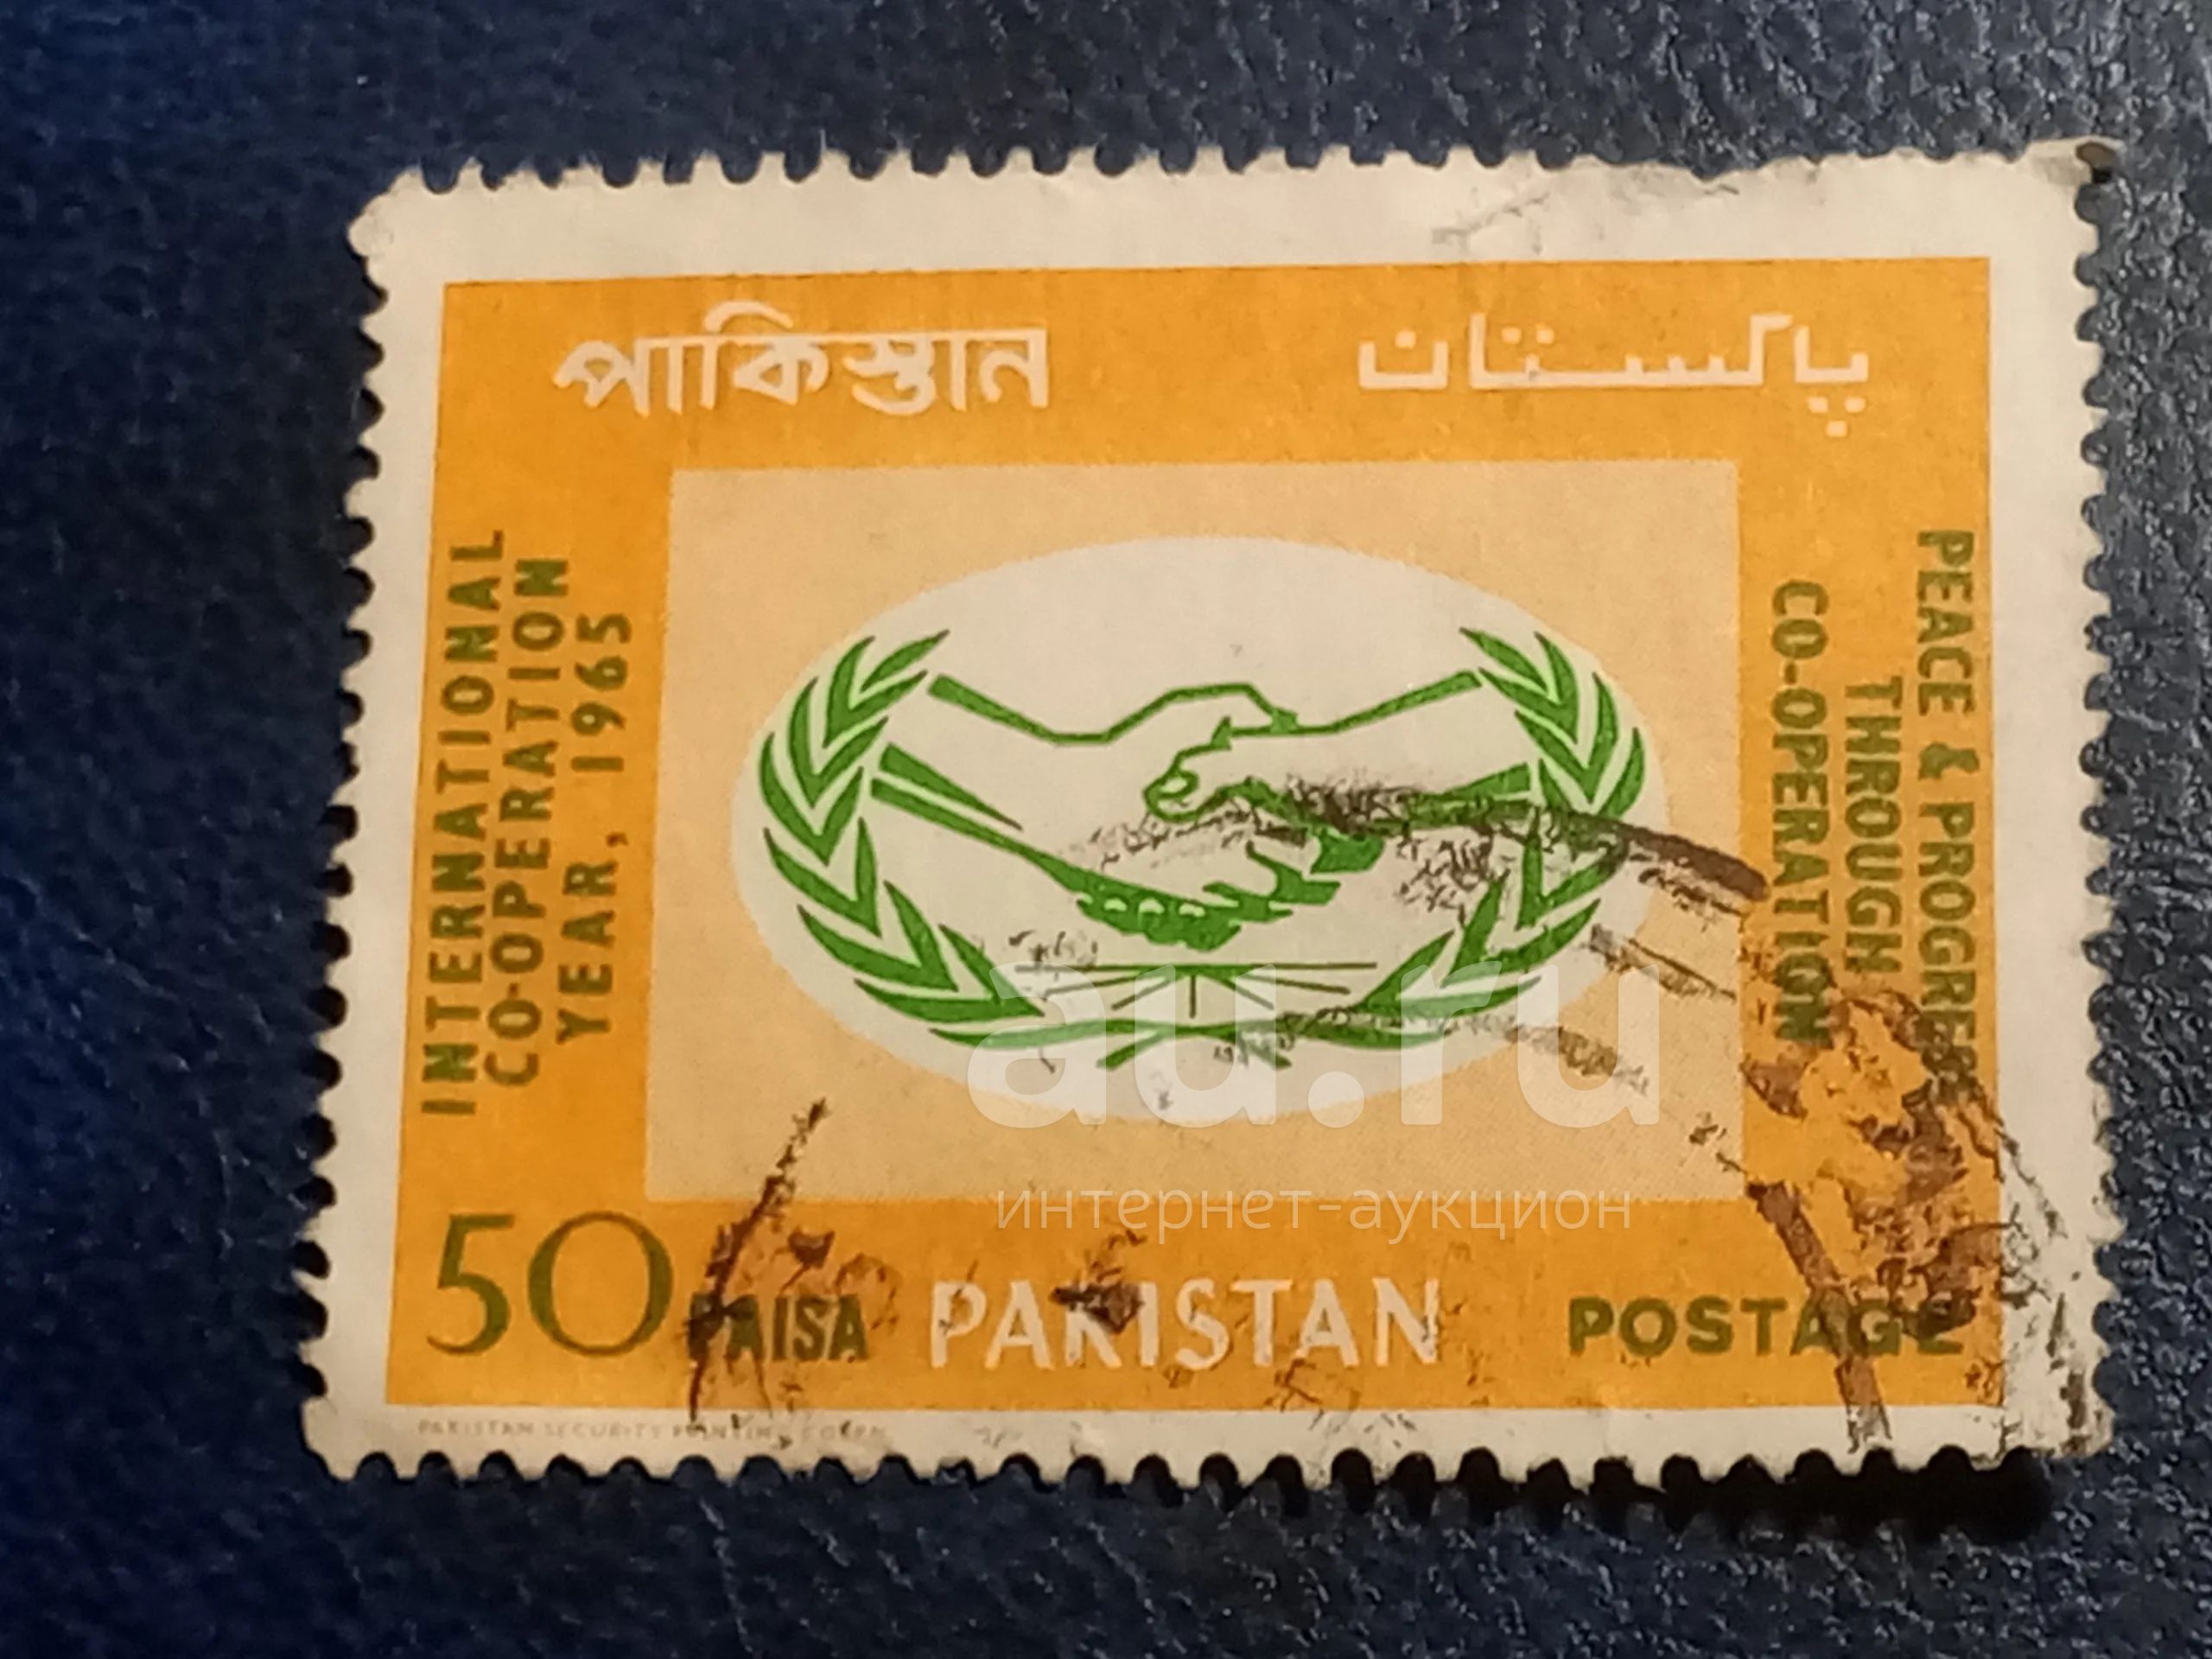 পাকিস্তান
پاکستان
INTERNATIONAL
CO-OPERATION
YEAR, 1965
PEACE & PROGRESS
THROUGH
CO-OPERATION
au.ru
интернет-аукцион
50 PAISA PAKISTAN POSTAGE
PAKISTAN SECURITY PRINTING CORPN.